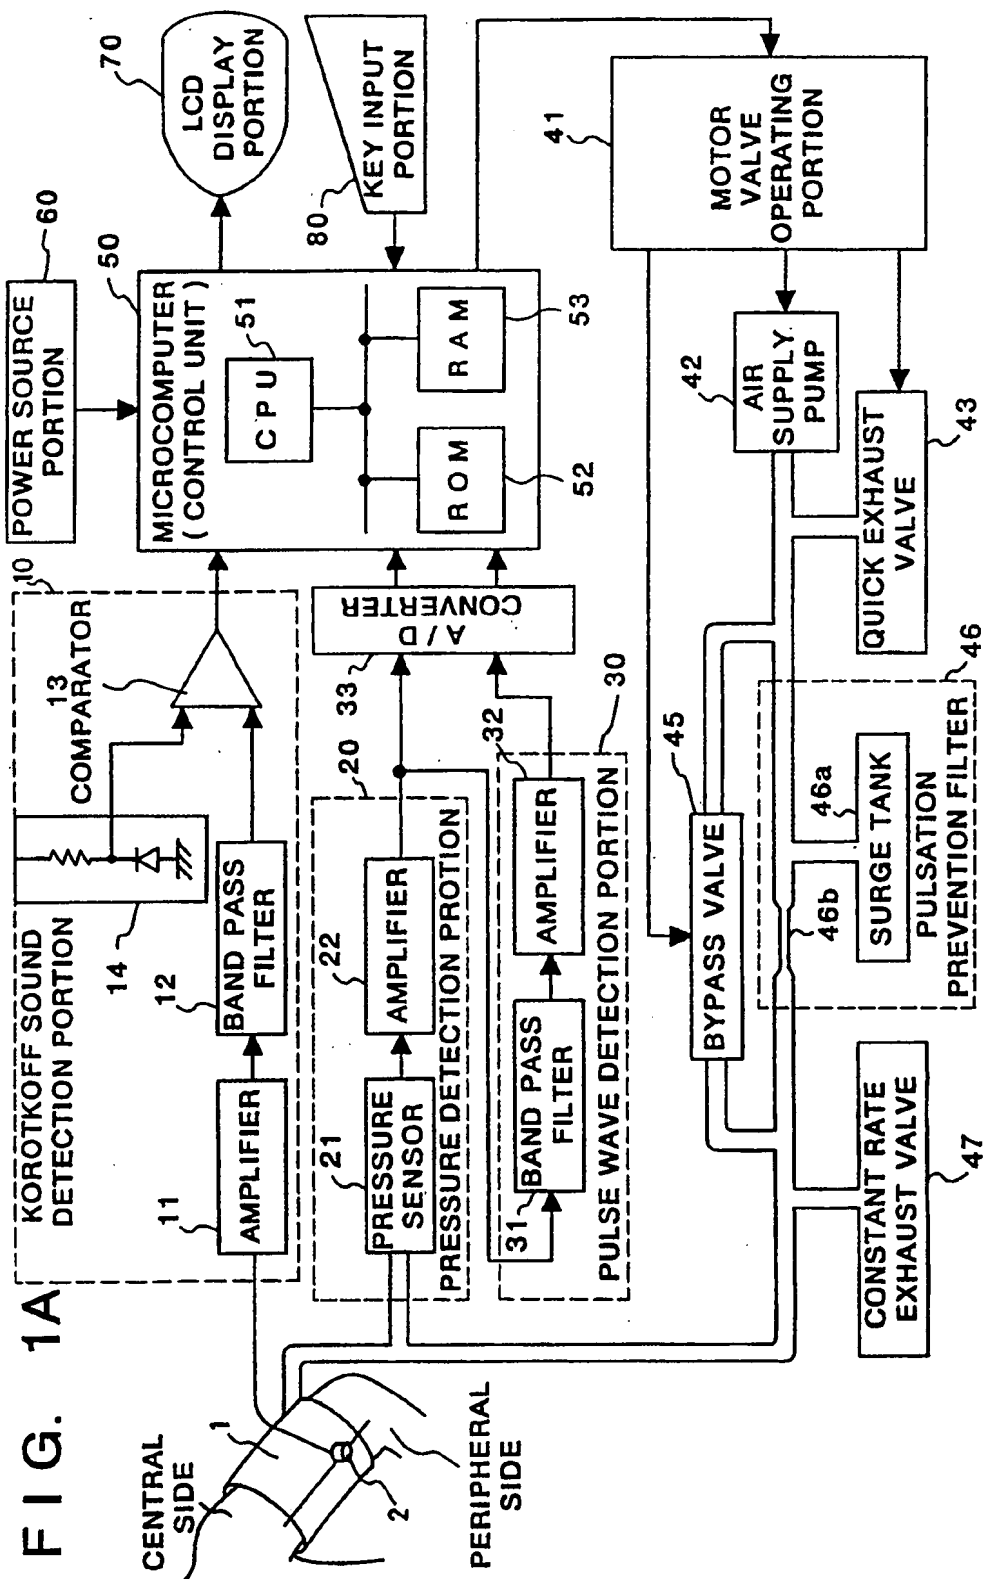 FIG. 1A
CENTRAL
SIDE
1
2
PERIPHERAL
SIDE
KOROTKOFF SOUND
DETECTION PORTION
10
11
AMPLIFIER
12
BAND PASS
FILTER
13
COMPARATOR
14
PRESSURE DETECTION PROTION
20
21
PRESSURE
SENSOR
22
AMPLIFIER
PULSE WAVE DETECTION PORTION
30
31
BAND PASS
FILTER
32
AMPLIFIER
33
A/D
CONVERTER
POWER SOURCE
PORTION
60
50
MICROCOMPUTER
( CONTROL UNIT )
CPU
51
ROM
52
RAM
53
70
LCD
DISPLAY
PORTION
80
KEY INPUT
PORTION
41
MOTOR
VALVE
OPERATING
PORTION
42
AIR
SUPPLY
PUMP
QUICK EXHAUST
VALVE
43
45
BYPASS VALVE
46
46a
46b
SURGE TANK
PULSATION
PREVENTION FILTER
CONSTANT RATE
EXHAUST VALVE
47